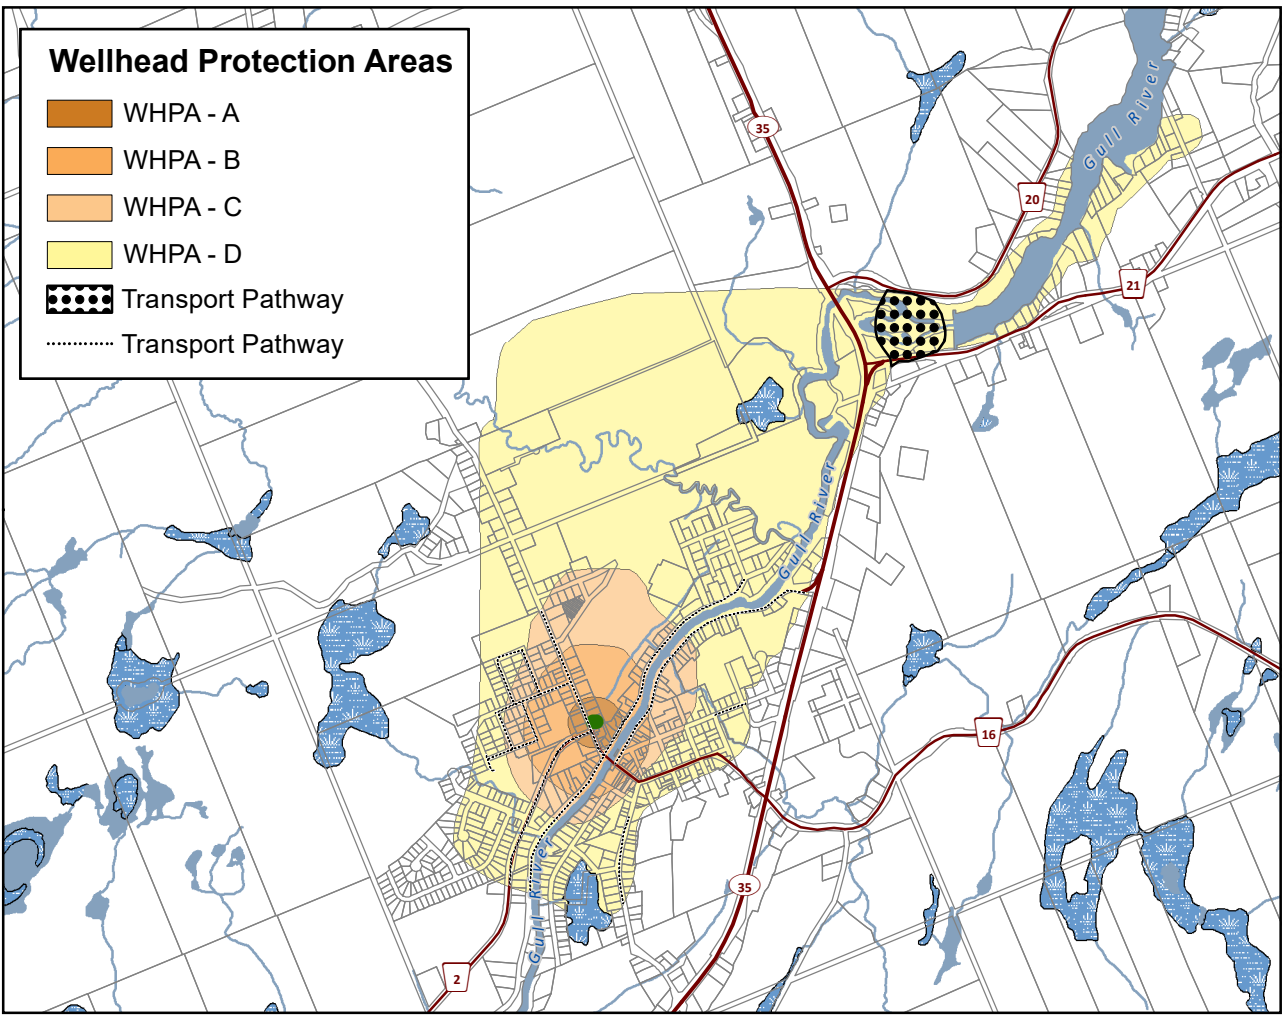 Wellhead Protection Areas
WHPA - A
WHPA - B
WHPA - C
WHPA - D
Transport Pathway
Transport Pathway
35
20
Gull River
21
Gull River
16
35
Gull River
2